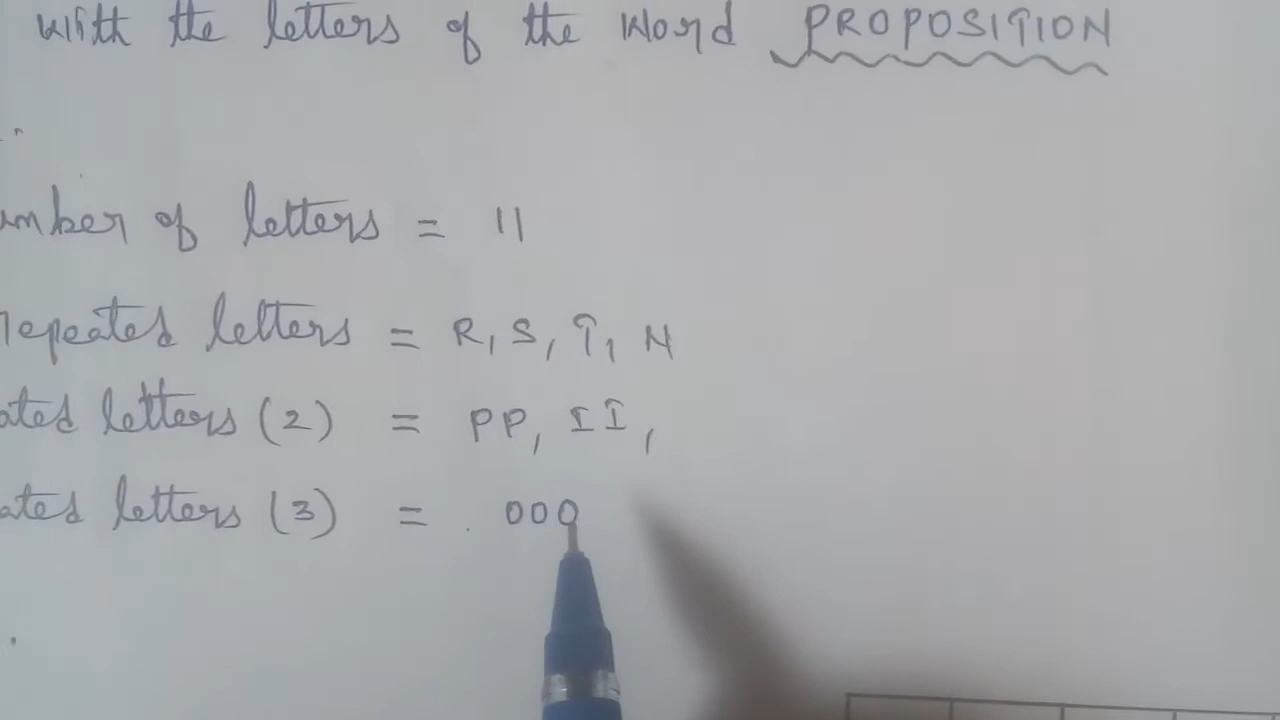 with the letters of the word PROPOSITION
umber of letters = 11
repeated letters = R, S, T, N
ated letters (2) = PP, II,
ated letters (3) = OOO